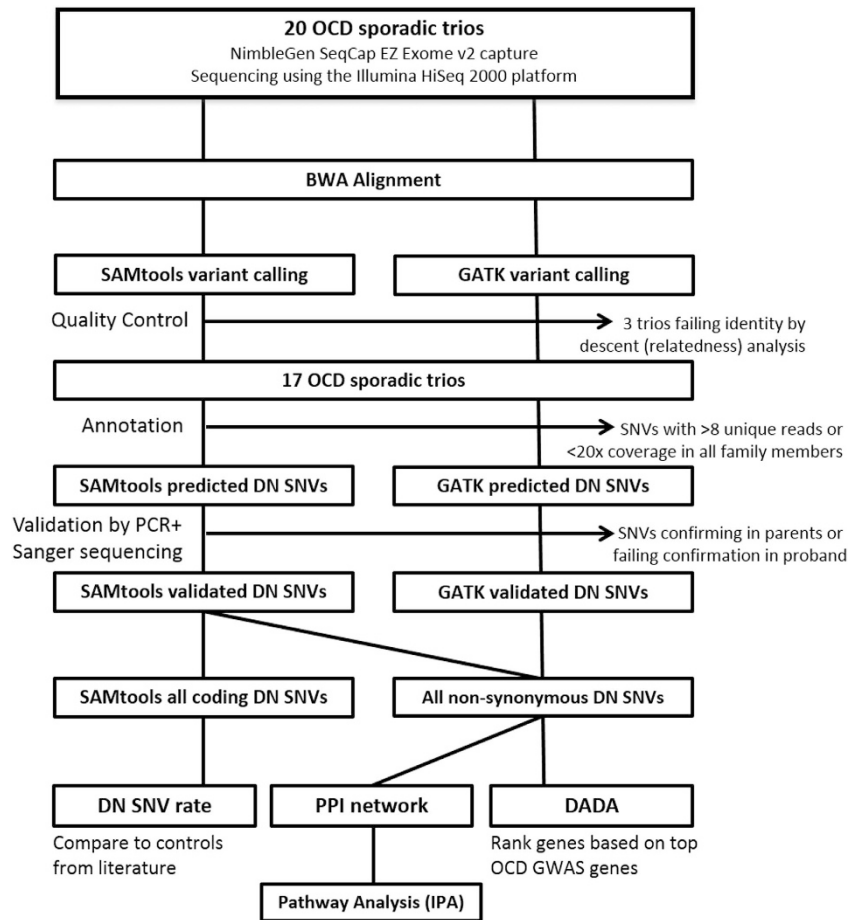 20 OCD sporadic trios
NimbleGen SeqCap EZ Exome v2 capture
Sequencing using the Illumina HiSeq 2000 platform
BWA Alignment
SAMtools variant calling
GATK variant calling
Quality Control
3 trios failing identity by
descent (relatedness) analysis
17 OCD sporadic trios
Annotation
SNVs with >8 unique reads or
<20x coverage in all family members
SAMtools predicted DN SNVs
GATK predicted DN SNVs
Validation by PCR+
Sanger sequencing
SNVs confirming in parents or
failing confirmation in proband
SAMtools validated DN SNVs
GATK validated DN SNVs
SAMtools all coding DN SNVs
All non-synonymous DN SNVs
DN SNV rate
PPI network
DADA
Compare to controls
from literature
Rank genes based on top
OCD GWAS genes
Pathway Analysis (IPA)